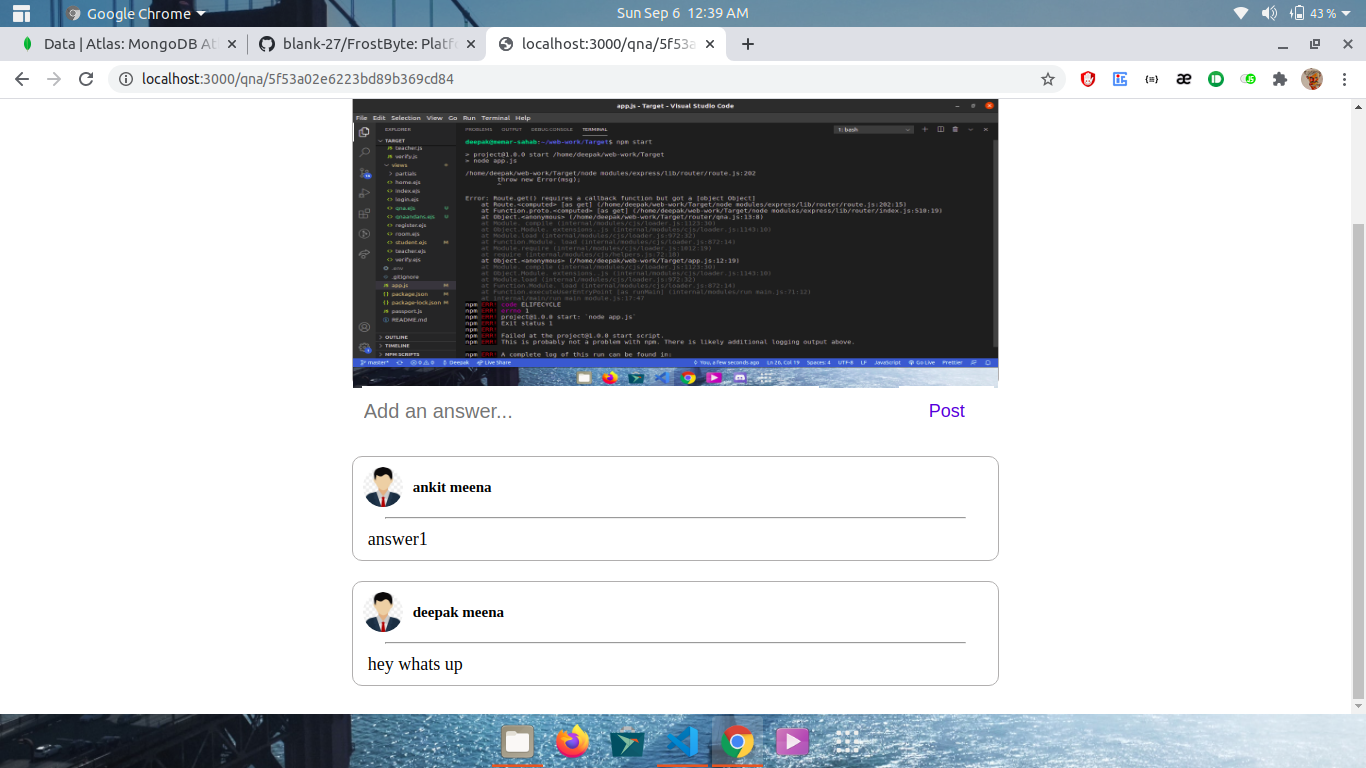 Google Chrome
Sun Sep 6 12:39 AM
43 %
Data | Atlas: MongoDB At
blank-27/FrostByte: Platf
localhost:3000/qna/5f53a
localhost:3000/qna/5f53a02e6223bd89b369cd84
app.js - Target - Visual Studio Code
File Edit Selection View Go Run Terminal Help
EXPLORER
PROBLEMS OUTPUT DEBUG CONSOLE TERMINAL
1: bash
TARGET
teacher.js
verify.js
views
partials
home.ejs
index.ejs
login.ejs
qna.ejs
qnaandans.ejs
register.ejs
room.ejs
student.ejs
teacher.ejs
verify.ejs
.env
.gitignore
app.js
package.json
package-lock.json
passport.js
README.md
OUTLINE
TIMELINE
NPM SCRIPTS
deepak@memar-sahab:~/web-work/Target$ npm start
> project@1.0.0 start /home/deepak/web-work/Target
> node app.js
/home/deepak/web-work/Target/node modules/express/lib/router/route.js:202
throw new Error(msg);
^
Error: Route.get() requires a callback function but got a [object Object]
at Route.<computed> [as get] (/home/deepak/web-work/Target/node modules/express/lib/router/route.js:202:15)
at Function.proto.<computed> [as get] (/home/deepak/web-work/Target/node modules/express/lib/router/index.js:510:19)
at Object.<anonymous> (/home/deepak/web-work/Target/router/qna.js:13:8)
at Module. compile (internal/modules/cjs/loader.js:1123:30)
at Object.Module. extensions..js (internal/modules/cjs/loader.js:1143:10)
at Module.load (internal/modules/cjs/loader.js:972:32)
at Function.Module. load (internal/modules/cjs/loader.js:872:14)
at Module.require (internal/modules/cjs/loader.js:1012:19)
at require (internal/modules/cjs/helpers.js:72:18)
at Object.<anonymous> (/home/deepak/web-work/Target/app.js:12:19)
at Module. compile (internal/modules/cjs/loader.js:1123:30)
at Object.Module. extensions..js (internal/modules/cjs/loader.js:1143:10)
at Module.load (internal/modules/cjs/loader.js:972:32)
at Function.Module. load (internal/modules/cjs/loader.js:872:14)
at Function.executeUserEntryPoint [as runMain] (internal/modules/run main.js:71:12)
at internal/main/run main module.js:17:47
npm ERR! code ELIFECYCLE
npm ERR! errno 1
npm ERR! project@1.0.0 start: `node app.js`
npm ERR! Exit status 1
npm ERR!
npm ERR! Failed at the project@1.0.0 start script.
npm ERR! This is probably not a problem with npm. There is likely additional logging output above.
npm ERR! A complete log of this run can be found in:
master* 0 0 Deepak Live Share You, a few seconds ago Ln 26, Col 19 Spaces: 4 UTF-8 LF JavaScript Go Live Prettier
Add an answer...
Post
ankit meena
answer1
deepak meena
hey whats up